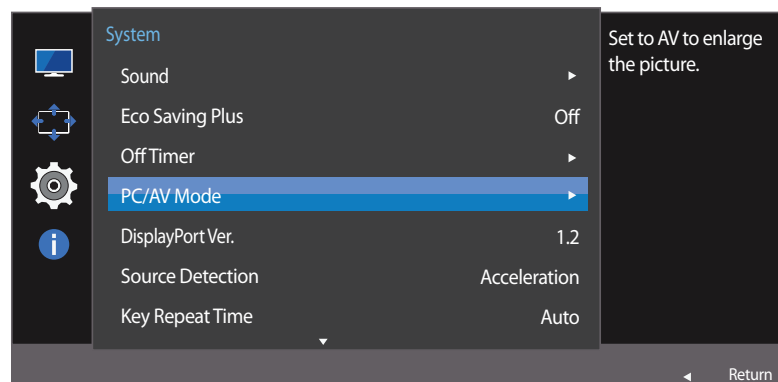 System
Sound
Eco Saving Plus Off
Off Timer
PC/AV Mode
DisplayPort Ver. 1.2
Source Detection Acceleration
Key Repeat Time Auto
Set to AV to enlarge
the picture.
Return